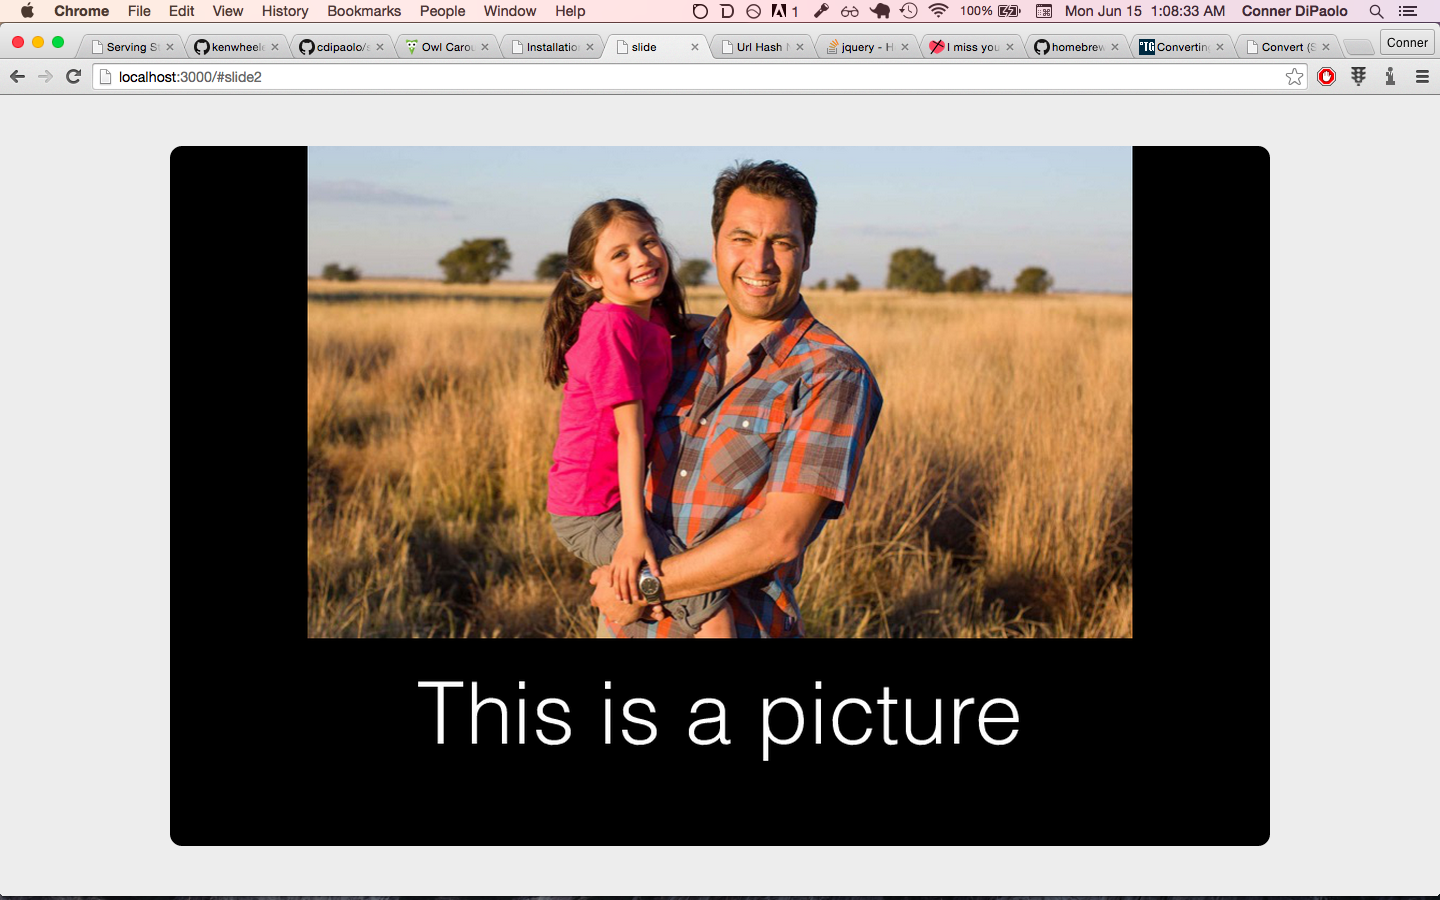 Chrome File Edit View History Bookmarks People Window Help 1 100% Mon Jun 15 1:08:33 AM Conner DiPaolo
Serving S kenwheel cdipaolo/s Owl Carou Installatio slide Url Hash jquery - H I miss you homebrew TG Converting Convert (S Conner
localhost:3000/#slide2
This is a picture